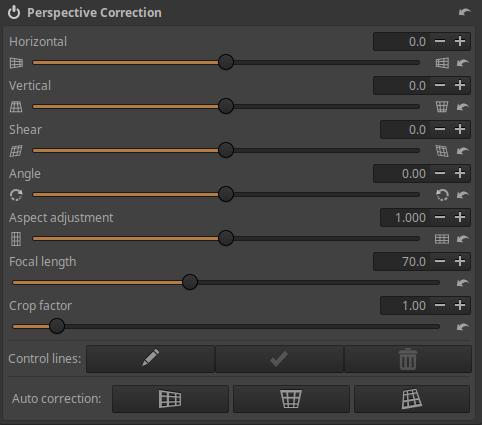 Perspective Correction
Horizontal 0.0
Vertical 0.0
Shear 0.0
Angle 0.00
Aspect adjustment 1.000
Focal length 70.0
Crop factor 1.00
Control lines:
Auto correction: